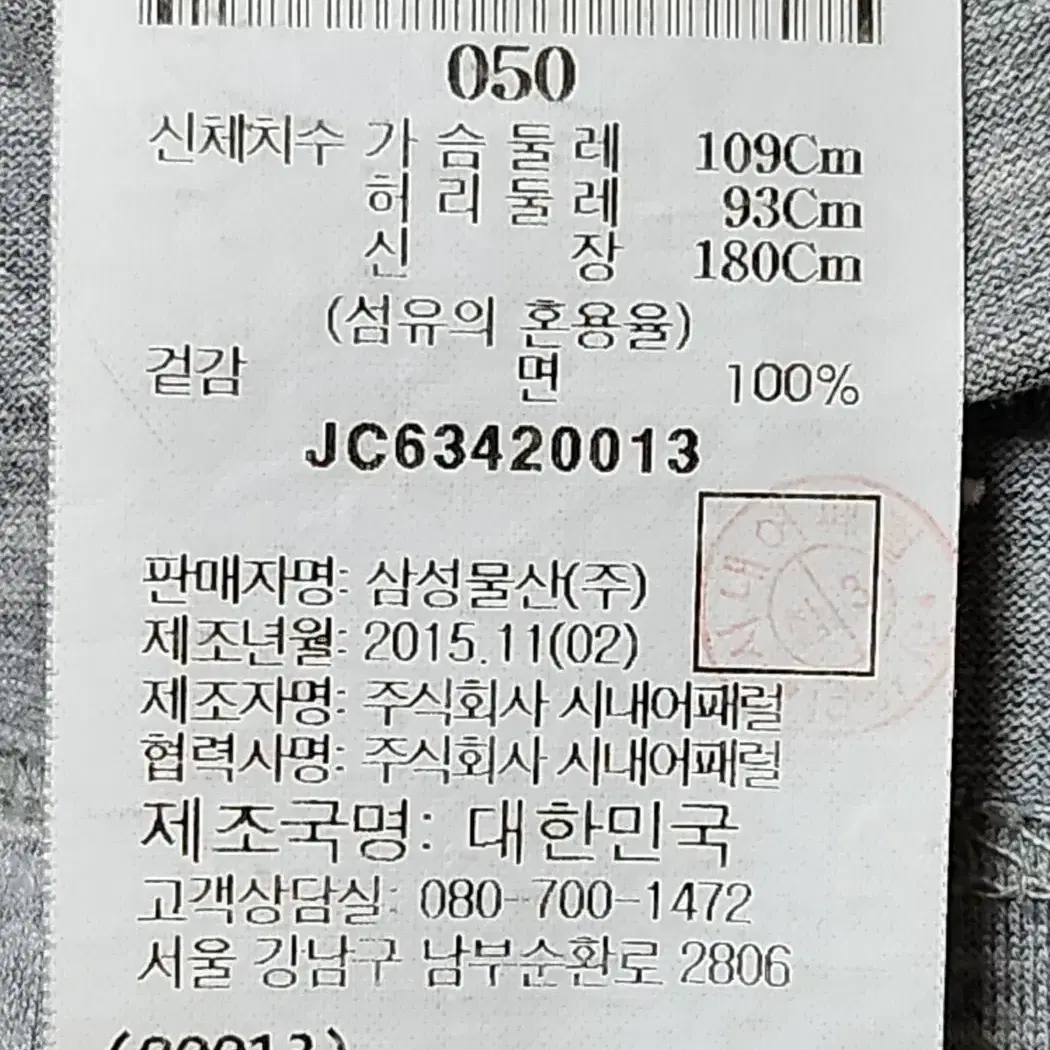 050
신체치수 가슴둘레 109Cm
허리둘레 93Cm
신장 180Cm
(섬유의 혼용율)
겉감 면 100%
JC63420013
판매자명: 삼성물산(주)
제조년월: 2015.11(02)
제조자명: 주식회사 시내어패럴
협력사명: 주식회사 시내어패럴
제조국명: 대한민국
고객상담실: 080-700-1472
서울 강남구 남부순환로 2806